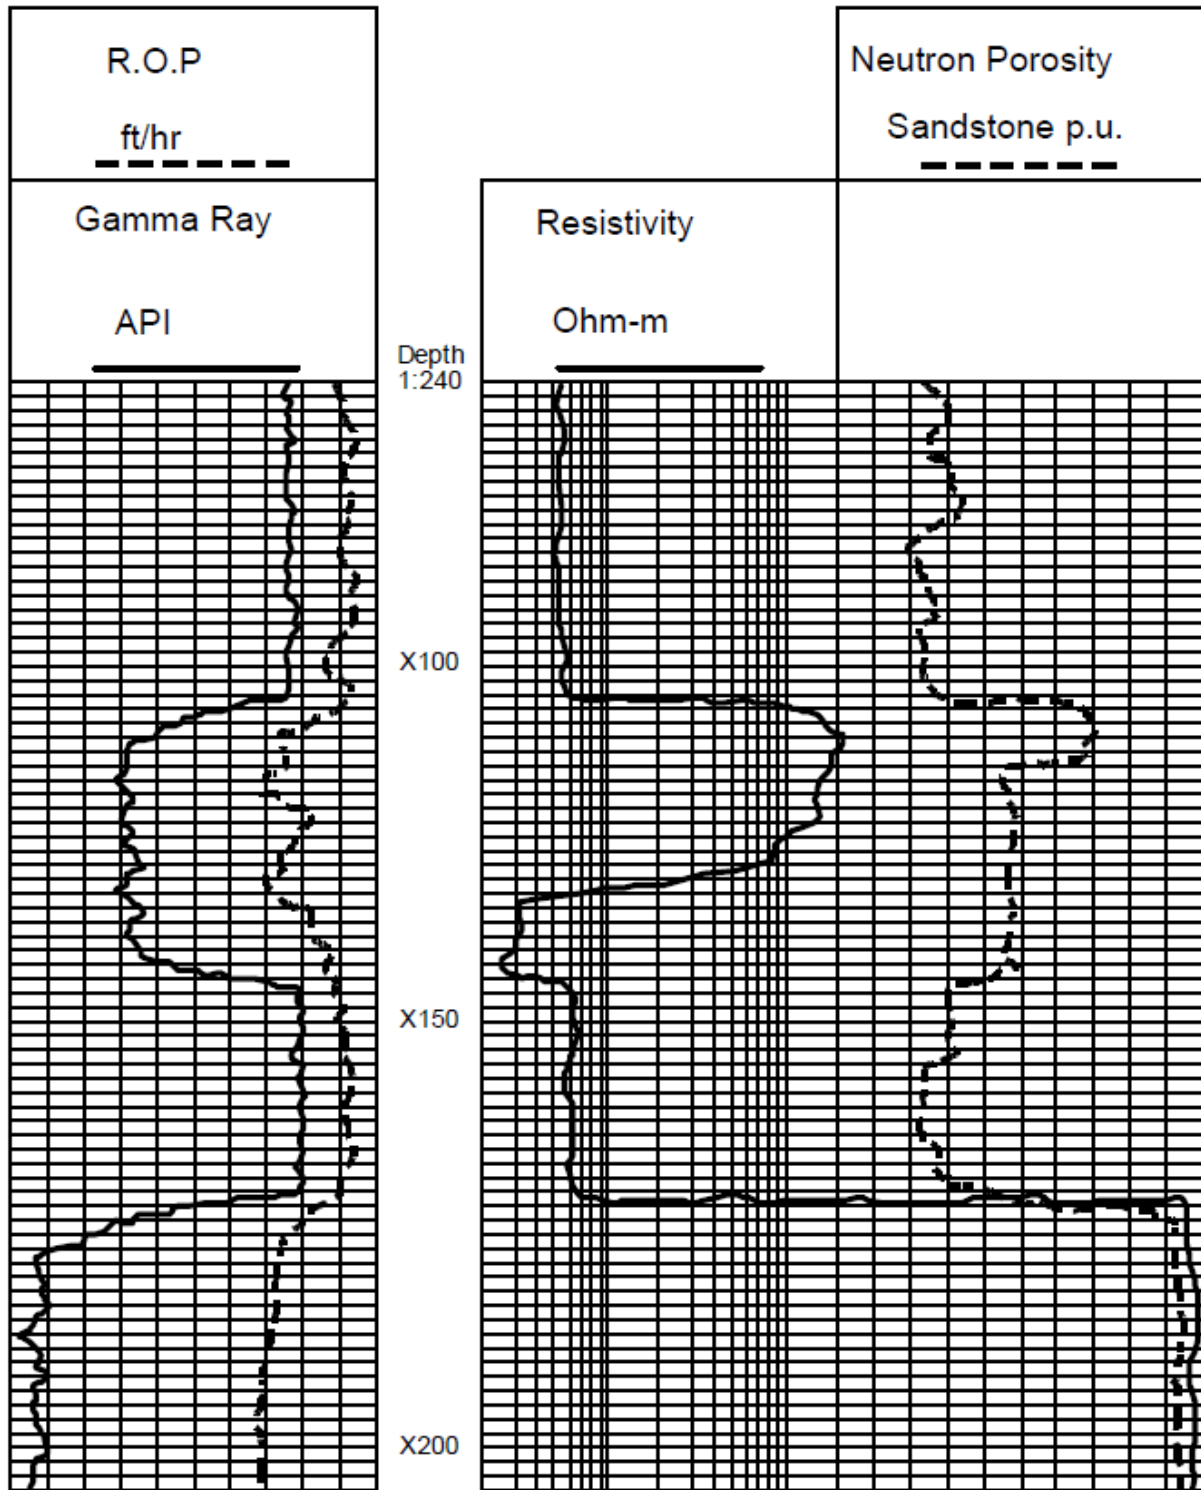 R.O.P
ft/hr
Gamma Ray
API
Depth
1:240
Resistivity
Ohm-m
Neutron Porosity
Sandstone p.u.
X100
X150
X200